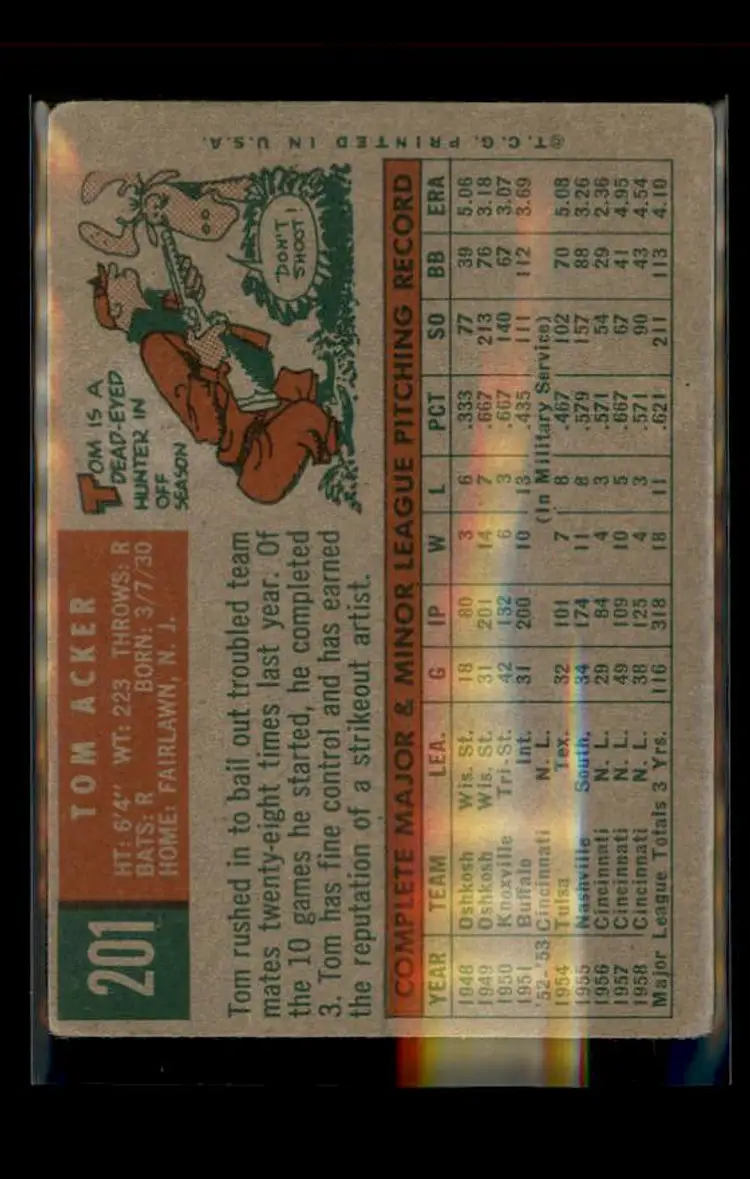 201
TOM ACKER
HT: 6'4" WT: 223 THROWS: R
BATS: R BORN: 3/7/30
HOME: FAIRLAWN, N. J.
TOM IS A
DEAD-EYED
HUNTER IN
OFF
SEASON
DON'T
SHOOT!
Tom rushed in to bail out troubled team
mates twenty-eight times last year. Of
the 10 games he started, he completed
3. Tom has fine control and has earned
the reputation of a strikeout artist.
COMPLETE MAJOR & MINOR LEAGUE PITCHING RECORD
YEAR TEAM LEA. G IP W L PCT SO BB ERA
1948 Oshkosh Wis. St. 18 80 3 6 .333 77 39 5.06
1949 Oshkosh Wis. St. 31 201 14 7 .667 213 76 3.18
1950 Knoxville Tri-St. 42 132 6 3 .667 140 67 3.07
1951 Buffalo Int. 31 200 10 13 .435 111 112 3.69
'52-'53 Cincinnati N. L. (In Military Service)
1954 Tulsa Tex. 32 101 7 8 .467 102 70 5.08
1955 Nashville South. 34 174 11 8 .579 157 88 3.26
1956 Cincinnati N. L. 29 84 4 3 .571 54 29 2.36
1957 Cincinnati N. L. 49 109 10 5 .667 67 41 4.95
1958 Cincinnati N. L. 38 125 4 3 .571 90 43 4.54
Major League Totals 3 Yrs. 116 318 18 11 .621 211 113 4.10
©T. C. G. PRINTED IN U.S.A.